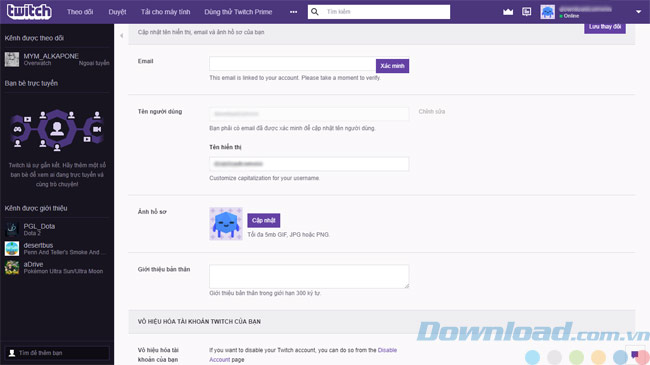 twitch Theo dõi Duyệt Tải cho máy tính Dùng thử Twitch Prime ••• Tìm kiếm Online
Kênh được theo dõi
MYM_ALKAPONE
Overwatch Ngoại tuyến
Bạn bè trực tuyến
Twitch là sự gắn kết. Hãy thêm một số
bạn bè để xem ai đang trực tuyến và
cùng trò chuyện!
Kênh được giới thiệu
PGL_Dota
Dota 2
desertbus
Penn And Teller's Smoke And ...
aDrive
Pokémon Ultra Sun/Ultra Moon
Tìm để thêm bạn
Cập nhật tên hiển thị, email và ảnh hồ sơ của bạn Lưu thay đổi
Email Xác minh
This email is linked to your account. Please take a moment to verify.
Tên người dùng Chỉnh sửa
Bạn phải có email đã được xác minh để cập nhật tên người dùng.
Tên hiển thị
Customize capitalization for your username.
Ảnh hồ sơ Cập nhật
Tối đa 5mb GIF, JPG hoặc PNG.
Giới thiệu bản thân
Giới thiệu bản thân trong giới hạn 300 ký tự.
VÔ HIỆU HÓA TÀI KHOẢN TWITCH CỦA BẠN
Vô hiệu hóa tài If you want to disable your Twitch account, you can do so from the Disable
khoản của bạn Account page
Download.com.vn